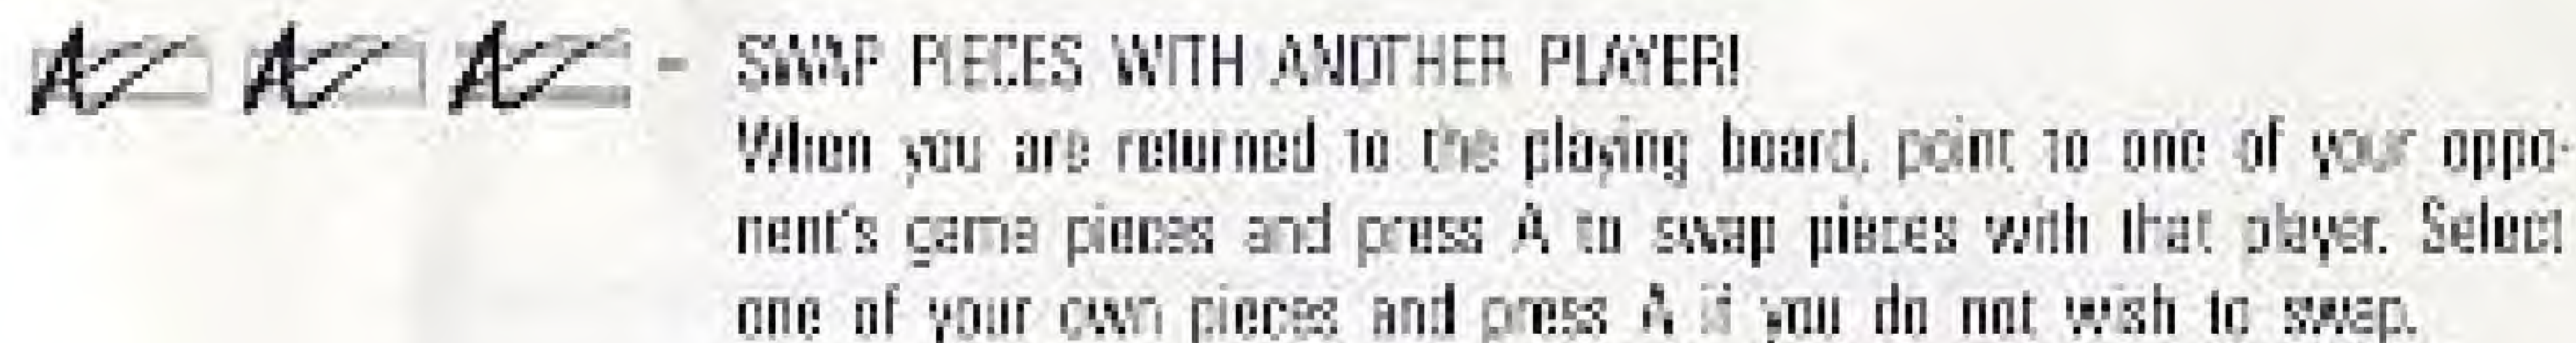 - SWAP PIECES WITH ANOTHER PLAYER!
When you are returned to the playing board, point to one of your oppo-
nent's game pieces and press A to swap pieces with that player. Select
one of your own pieces and press A if you do not wish to swap.